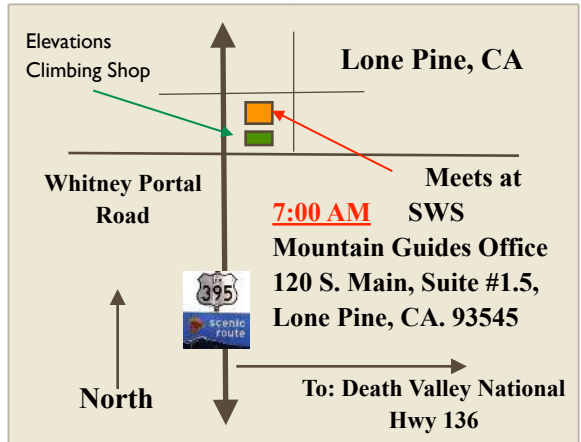 Elevations
Climbing Shop
Lone Pine, CA
Whitney Portal
Road
Meets at
7:00 AM SWS
Mountain Guides Office
120 S. Main, Suite #1.5,
Lone Pine, CA. 93545
395
scenic
route
North
To: Death Valley National
Hwy 136